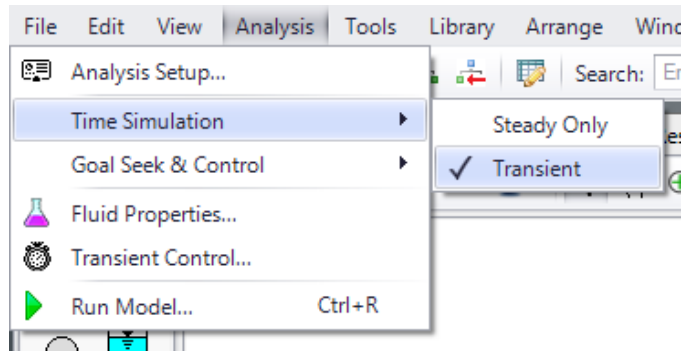 File Edit View Analysis Tools Library Arrange
Analysis Setup...
Search:
Time Simulation
Steady Only
Goal Seek & Control
Transient
Fluid Properties...
Transient Control...
Run Model... Ctrl+R